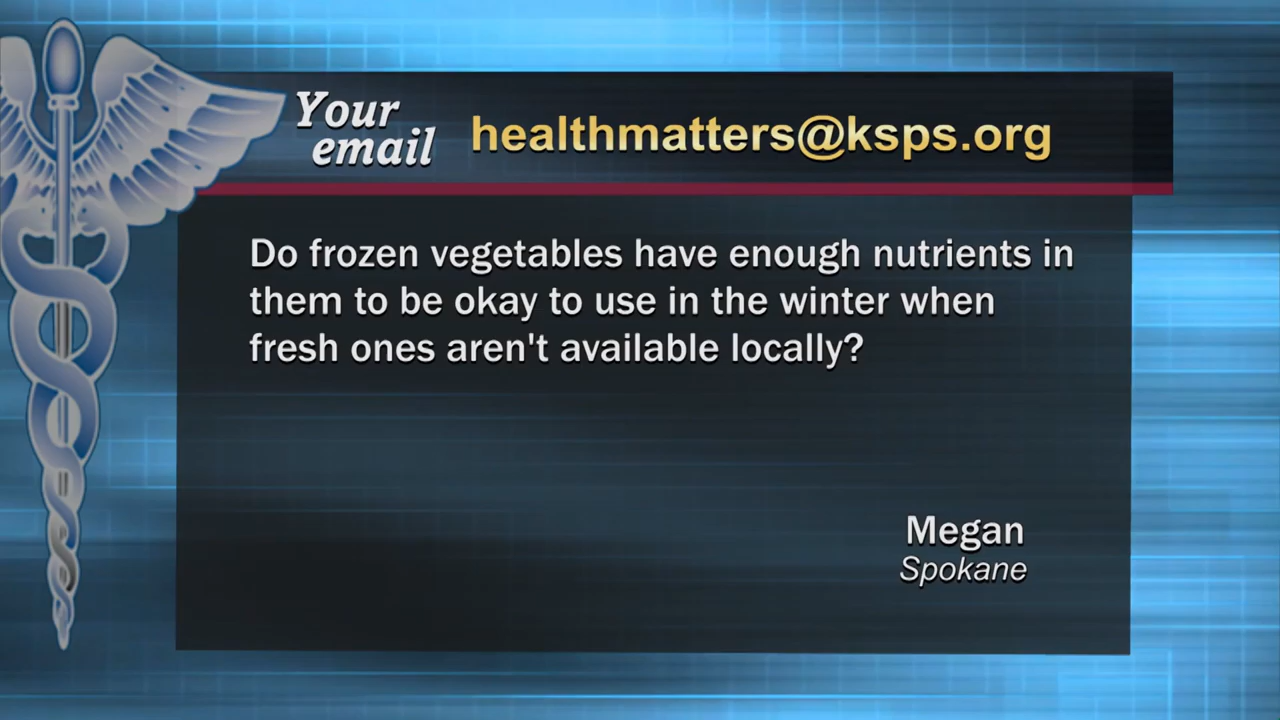 Your
email
healthmatters@ksps.org
Do frozen vegetables have enough nutrients in
them to be okay to use in the winter when
fresh ones aren't available locally?
Megan
Spokane